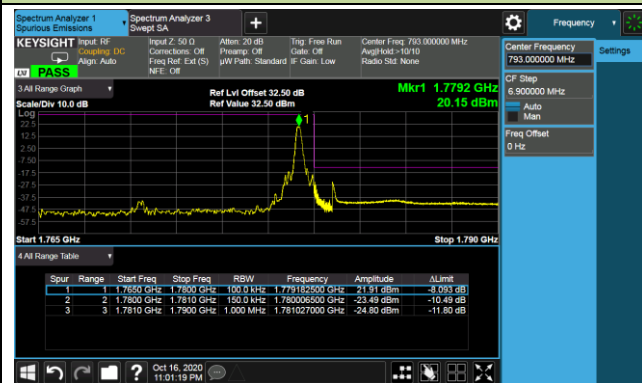 Spectrum Analyzer 1
Spurious Emissions
Spectrum Analyzer 3
Swept SA
+
Frequency
KEYSIGHT
Input: RF
Coupling: DC
Align: Auto
Input Z: 50 Ω
Corrections: Off
Freq Ref: Ext (S)
NFE: Off
Atten: 20 dB
Preamp: Off
µW Path: Standard
Trig: Free Run
Gate: Off
IF Gain: Low
Center Freq: 793.000000 MHz
Avg|Hold:>10/10
Radio Std: None
LXI PASS
Center Frequency
793.000000 MHz
Settings
CF Step
6.900000 MHz
Auto
Man
Freq Offset
0 Hz
3 All Range Graph
Scale/Div 10.0 dB
Ref Lvl Offset 32.50 dB
Ref Value 32.50 dBm
Mkr1 1.7792 GHz
20.15 dBm
Log
22.5
12.5
2.50
-7.50
-17.5
-27.5
-37.5
-47.5
-57.5
1
Start 1.765 GHz
Stop 1.790 GHz
4 All Range Table
Spur Range Start Freq Stop Freq RBW Frequency Amplitude ΔLimit
1 1 1.7650 GHz 1.7800 GHz 100.0 kHz 1.779182500 GHz 21.91 dBm -8.093 dB
2 2 1.7800 GHz 1.7810 GHz 150.0 kHz 1.780006500 GHz -23.49 dBm -10.49 dB
3 3 1.7810 GHz 1.7900 GHz 1.000 MHz 1.781027000 GHz -24.80 dBm -11.80 dB
?
Oct 16, 2020
11:01:19 PM